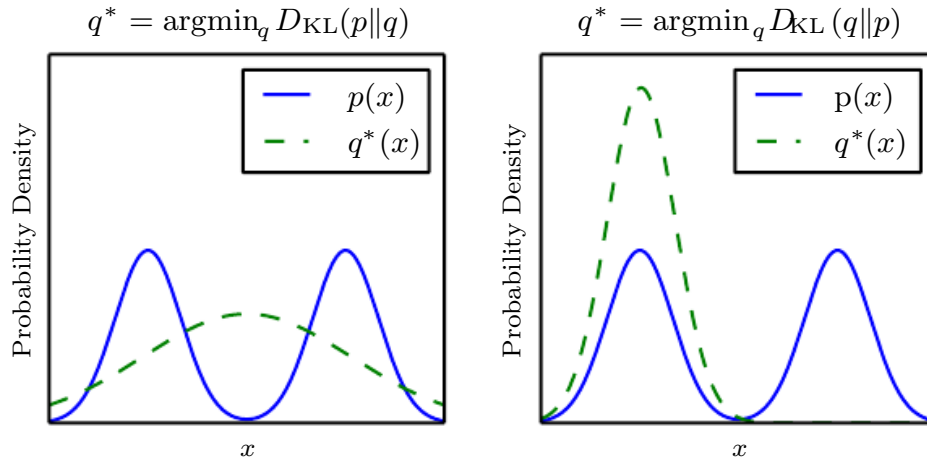 q* = argmin_q D_KL(p‖q)
p(x)
q*(x)
Probability Density
x
q* = argmin_q D_KL(q‖p)
p(x)
q*(x)
Probability Density
x